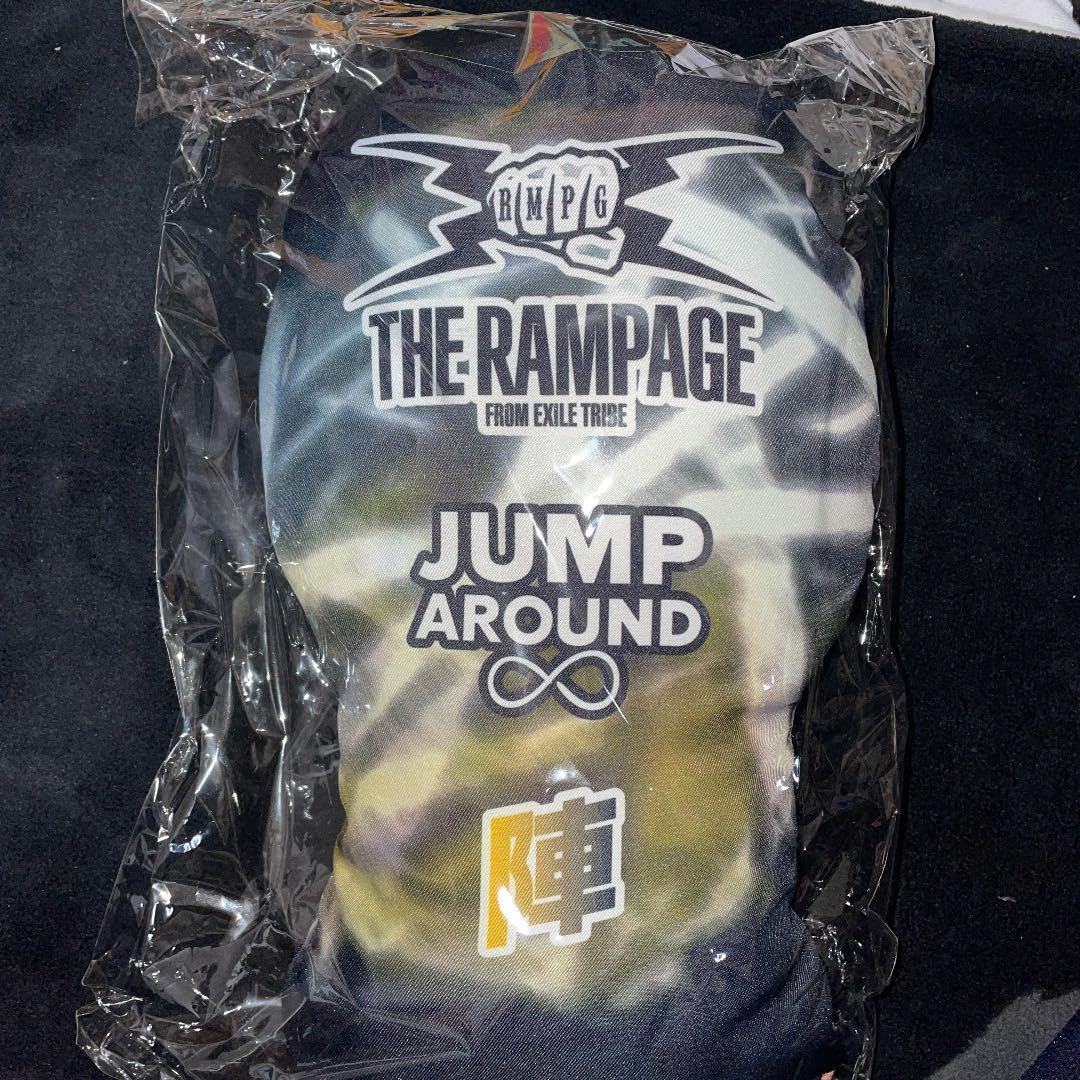 RMPG
THE RAMPAGE
FROM EXILE TRIBE
JUMP
AROUND
∞
陣